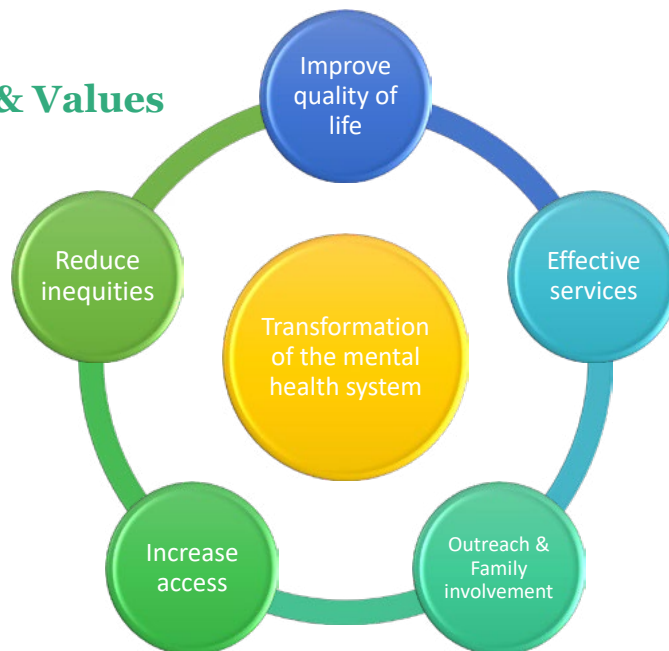 & Values
Improve
quality of
life
Effective
services
Outreach &
Family
involvement
Increase
access
Reduce
inequities
Transformation
of the mental
health system